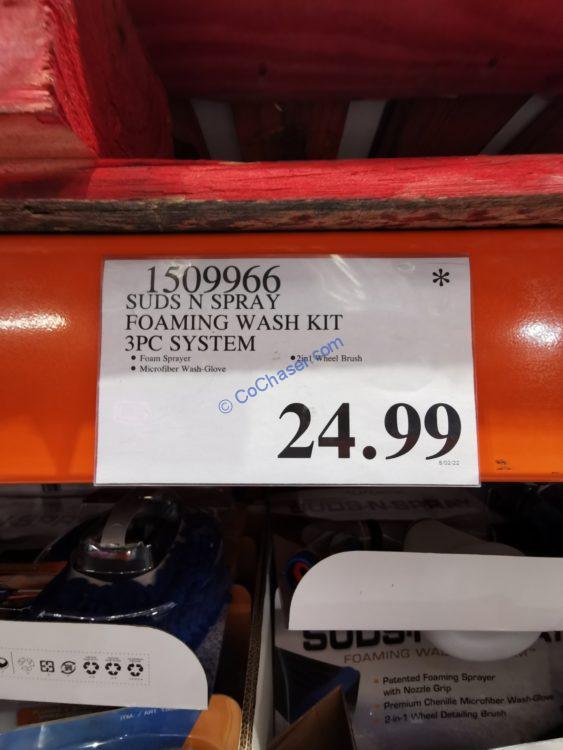 1509966 *
SUDS N SPRAY
FOAMING WASH KIT
3PC SYSTEM
• Foam Sprayer • 2in1 Wheel Brush
• Microfiber Wash-Glove
© CoChaser.com
24.99
SUDS-N-SPRAY
FOAMING
• Patented Foaming Sprayer
with Nozzle Grip
• Premium Chenille Microfiber Wash-Glove
• 2-in-1 Wheel Detailing Brush